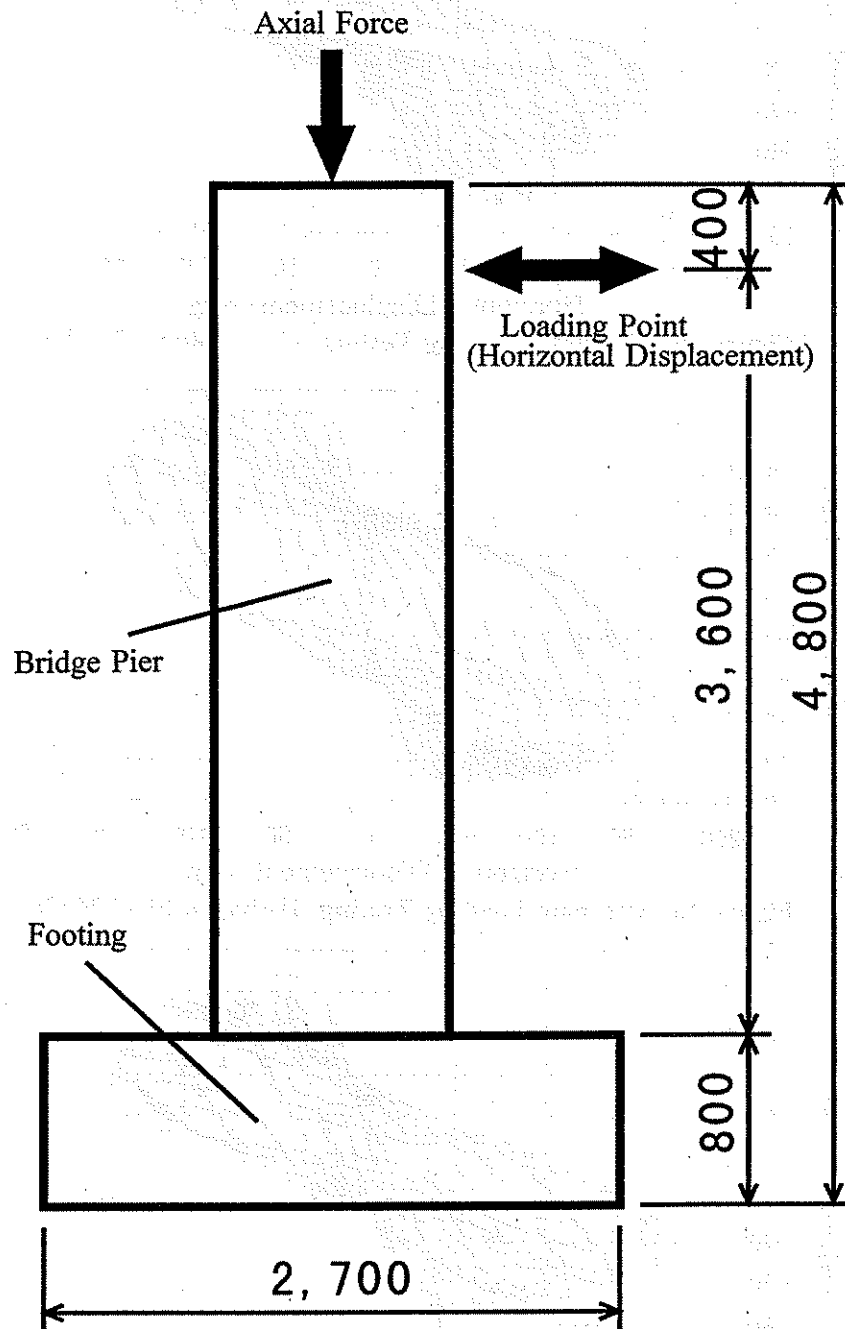 Axial Force
400
Loading Point
(Horizontal Displacement)
3, 600
4, 800
Bridge Pier
Footing
800
2, 700